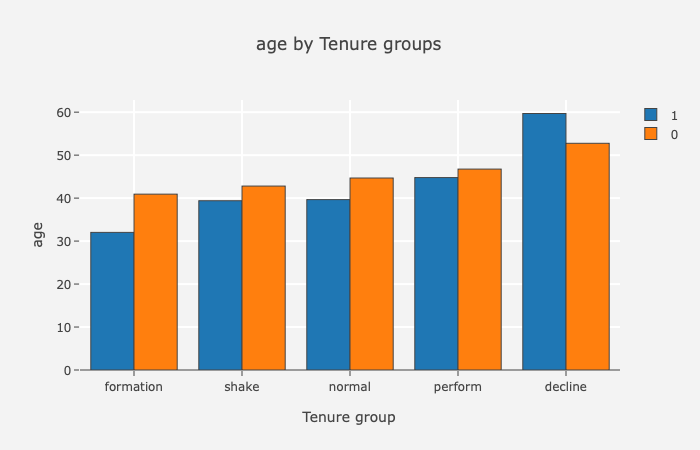 age by Tenure groups
1
0
age
60
50
40
30
20
10
0
formation shake normal perform decline
Tenure group